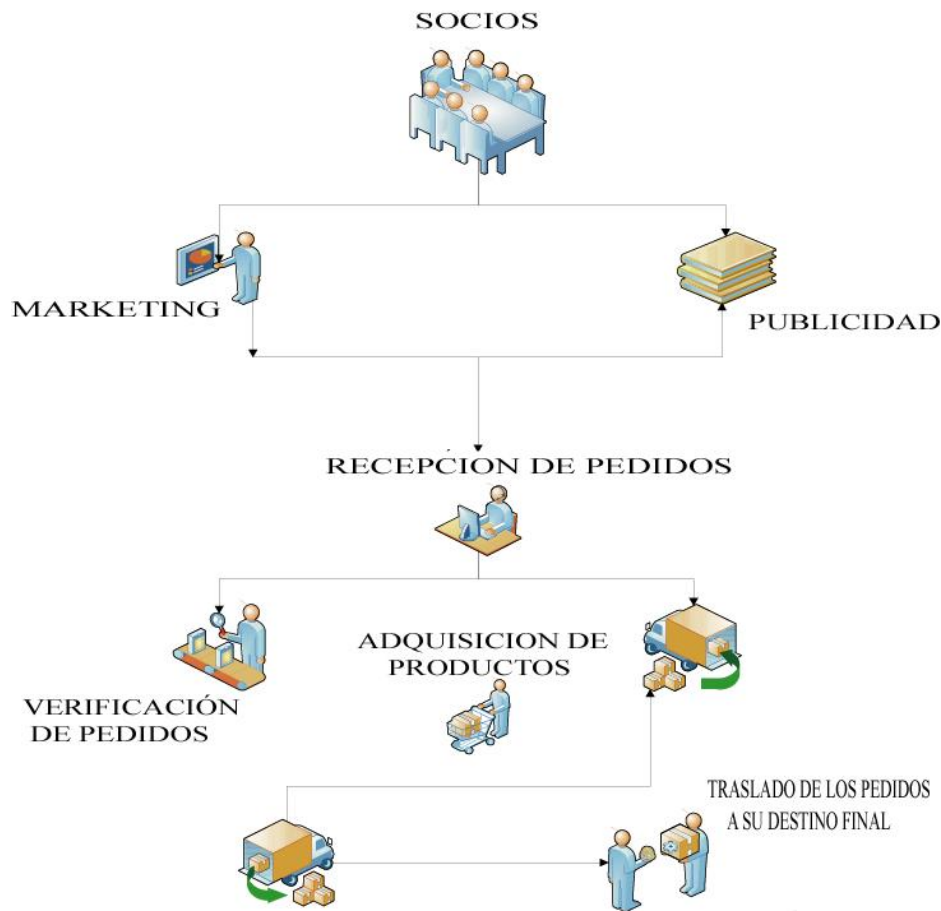 SOCIOS
MARKETING
PUBLICIDAD
RECEPCION DE PEDIDOS
ADQUISICION DE
PRODUCTOS
VERIFICACIÓN
DE PEDIDOS
TRASLADO DE LOS PEDIDOS
A SU DESTINO FINAL